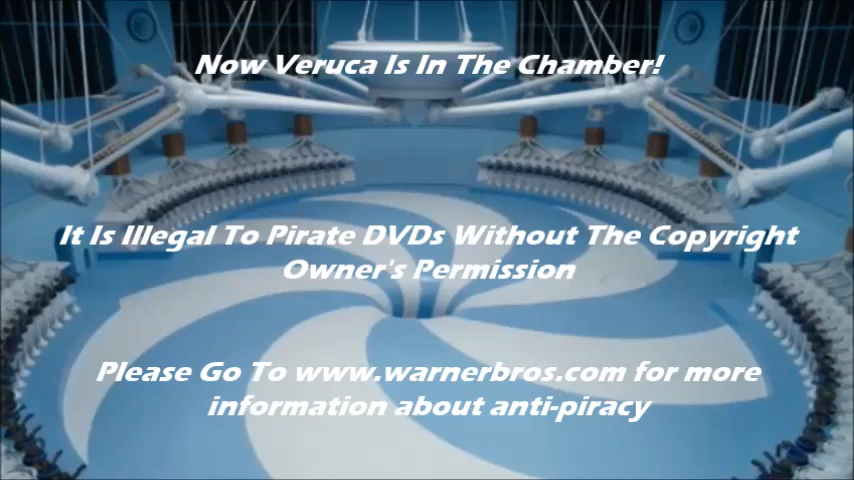 Now Veruca Is In The Chamber!
It Is Illegal To Pirate DVDs Without The Copyright
Owner's Permission
Please Go To www.warnerbros.com for more
information about anti-piracy